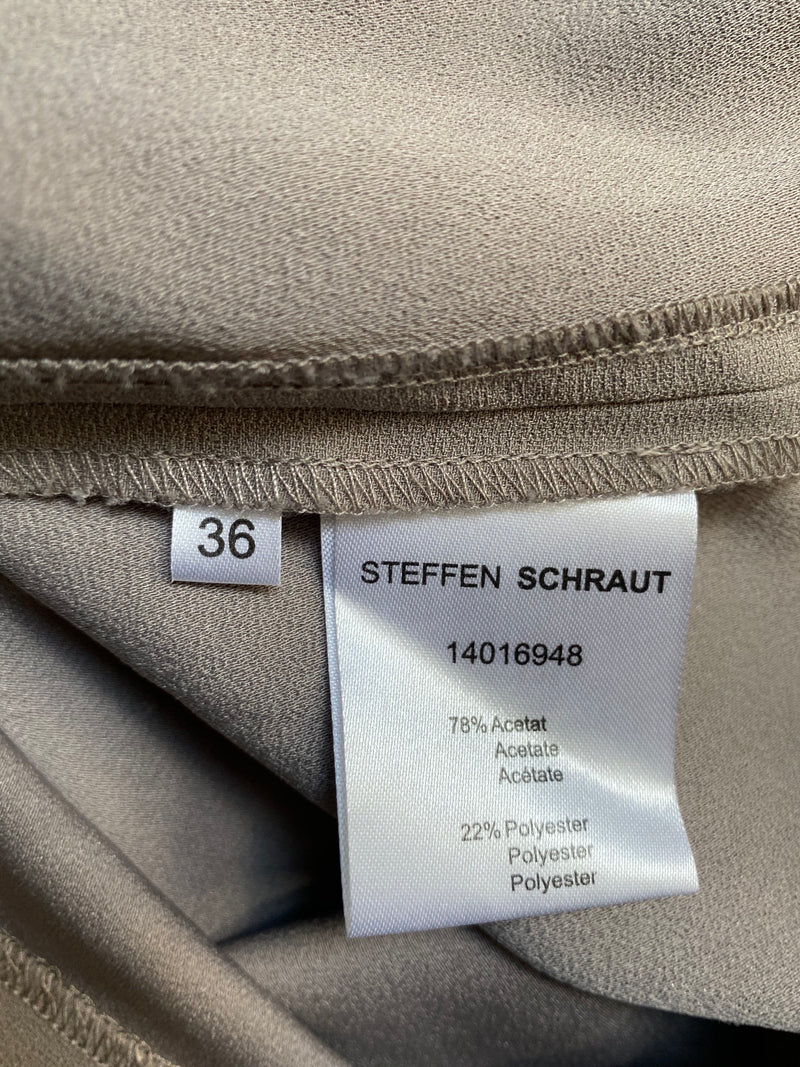 36
STEFFEN SCHRAUT
14016948
78% Acetat
Acetate
Acétate
22% Polyester
Polyester
Polyester